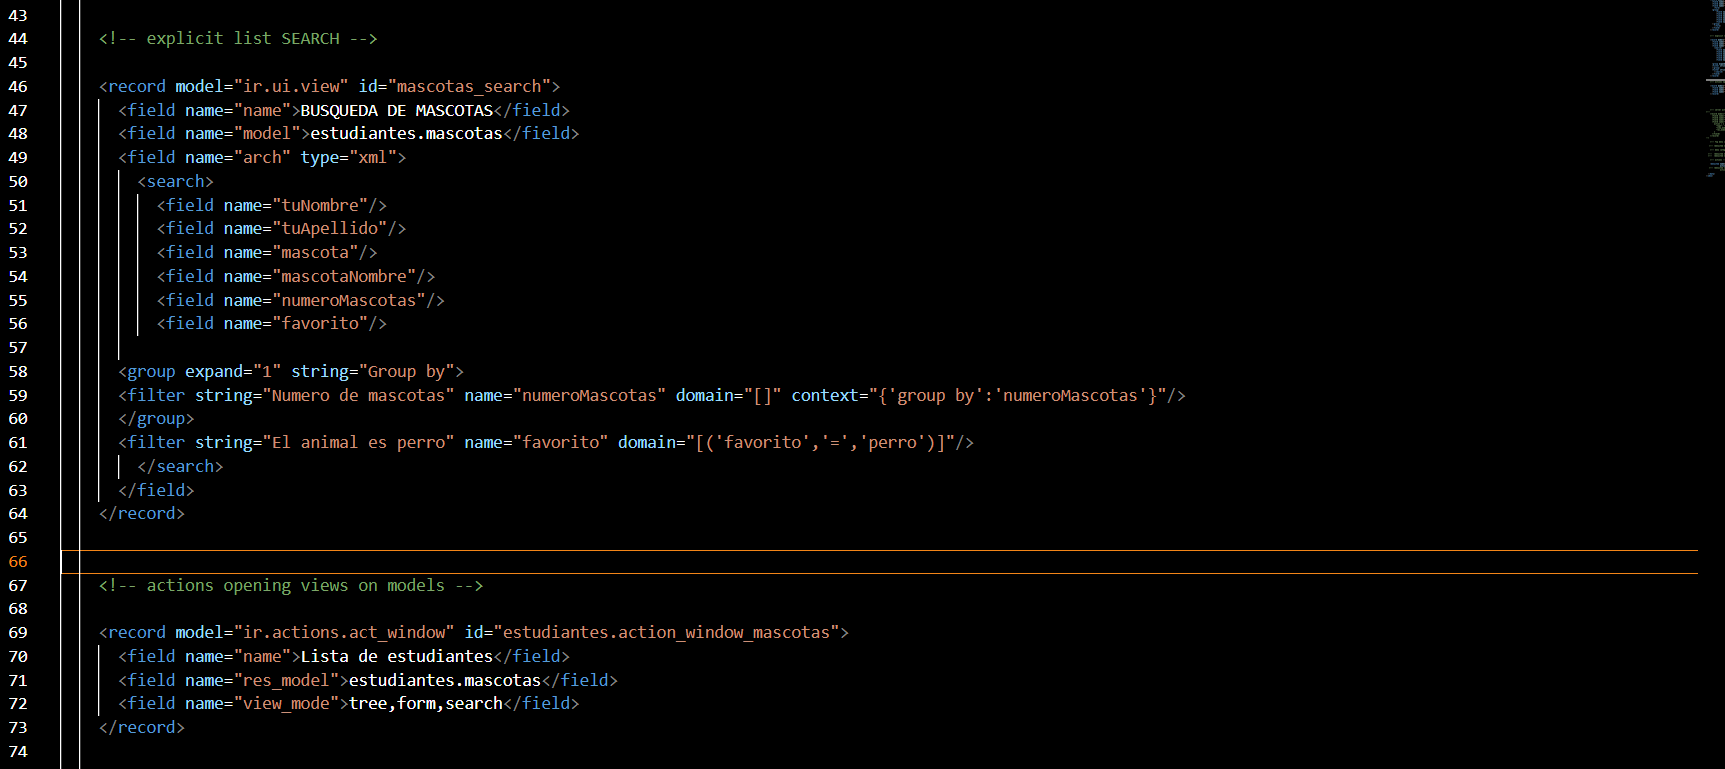 43
44 <!-- explicit list SEARCH -->
45
46 <record model="ir.ui.view" id="mascotas_search">
47 <field name="name">BUSQUEDA DE MASCOTAS</field>
48 <field name="model">estudiantes.mascotas</field>
49 <field name="arch" type="xml">
50 <search>
51 <field name="tuNombre"/>
52 <field name="tuApellido"/>
53 <field name="mascota"/>
54 <field name="mascotaNombre"/>
55 <field name="numeroMascotas"/>
56 <field name="favorito"/>
57
58 <group expand="1" string="Group by">
59 <filter string="Numero de mascotas" name="numeroMascotas" domain="[]" context="{'group by':'numeroMascotas'}"/>
60 </group>
61 <filter string="El animal es perro" name="favorito" domain="[('favorito','=','perro')]"/>
62 </search>
63 </field>
64 </record>
65
66
67 <!-- actions opening views on models -->
68
69 <record model="ir.actions.act_window" id="estudiantes.action_window_mascotas">
70 <field name="name">Lista de estudiantes</field>
71 <field name="res_model">estudiantes.mascotas</field>
72 <field name="view_mode">tree,form,search</field>
73 </record>
74